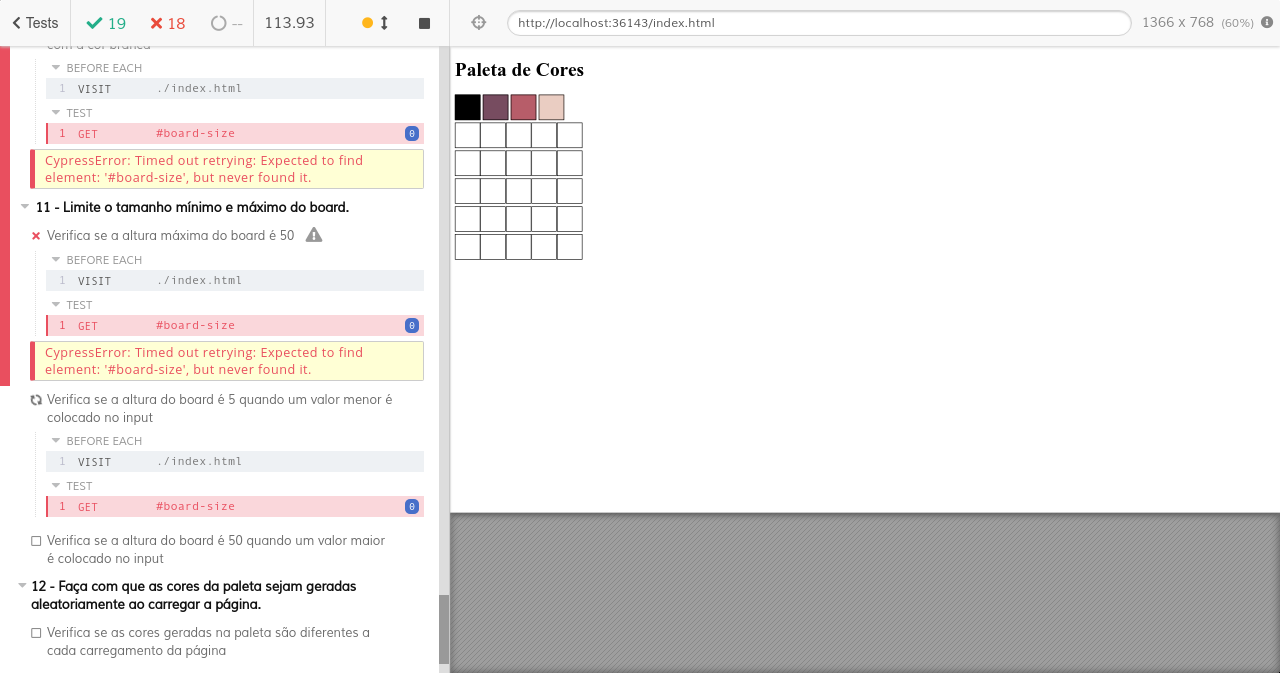 Tests 19 18 -- 113.93
http://localhost:36143/index.html 1366 x 768 (60%)
com a cor branca
BEFORE EACH
1 VISIT ./index.html
TEST
1 GET #board-size 0
CypressError: Timed out retrying: Expected to find
element: '#board-size', but never found it.
11 - Limite o tamanho mínimo e máximo do board.
Verifica se a altura máxima do board é 50
BEFORE EACH
1 VISIT ./index.html
TEST
1 GET #board-size 0
CypressError: Timed out retrying: Expected to find
element: '#board-size', but never found it.
Verifica se a altura do board é 5 quando um valor menor é
colocado no input
BEFORE EACH
1 VISIT ./index.html
TEST
1 GET #board-size 0
Verifica se a altura do board é 50 quando um valor maior
é colocado no input
12 - Faça com que as cores da paleta sejam geradas
aleatoriamente ao carregar a página.
Verifica se as cores geradas na paleta são diferentes a
cada carregamento da página
Paleta de Cores